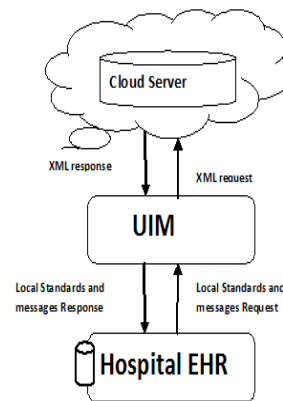 Cloud Server
XML response
XML request
UIM
Local Standards and
messages Response
Local Standards and
messages Request
Hospital EHR